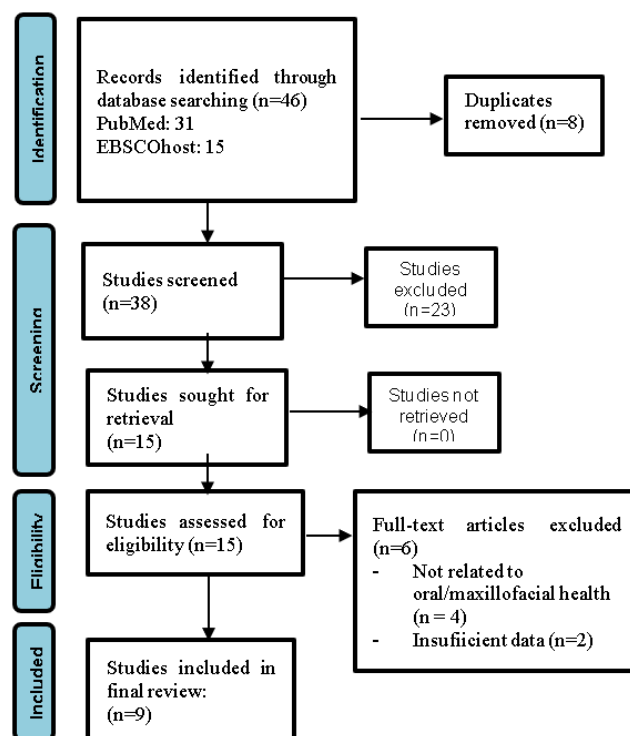 Identification
Records identified through
database searching (n=46)
PubMed: 31
EBSCOhost: 15
Duplicates
removed (n=8)
Screening
Studies screened
(n=38)
Studies
excluded
(n=23)
Studies sought for
retrieval
(n=15)
Studies not
retrieved
(n=0)
Eligibility
Studies assessed for
eligibility (n=15)
Full-text articles excluded
(n=6)
- Not related to
oral/maxillofacial health
(n = 4)
- Insufiicient data (n=2)
Included
Studies included in
final review:
(n=9)